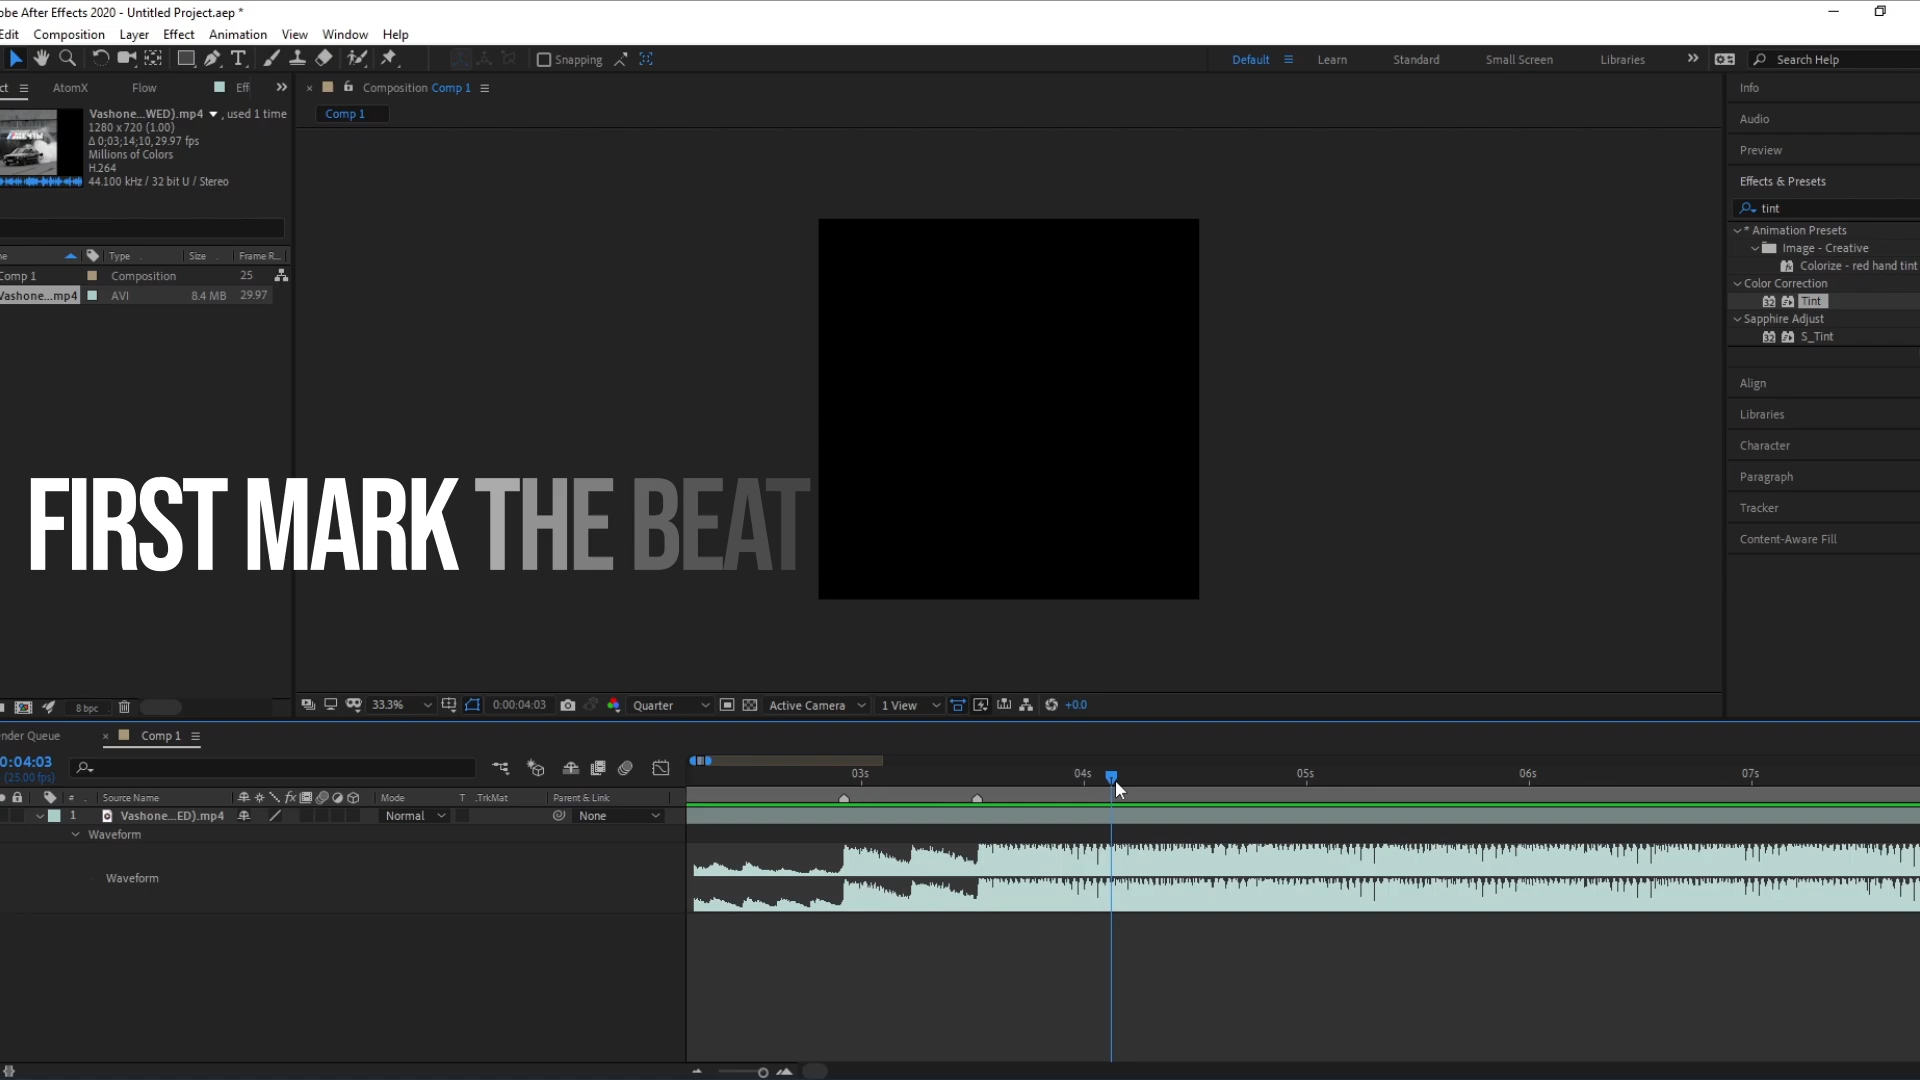 obe After Effects 2020 - Untitled Project.aep *
Edit Composition Layer Effect Animation View Window Help
Snapping
Default Learn Standard Small Screen Libraries Search Help
ct AtomX Flow Eff
Composition Comp 1
Comp 1
Vashone...WED).mp4 , used 1 time
1280 x 720 (1.00)
Δ 0;03;14;10, 29.97 fps
Millions of Colors
H.264
44.100 kHz / 32 bit U / Stereo
me Type Size Frame R...
Comp 1 Composition 25
Vashone...mp4 AVI 8.4 MB 29.97
Info
Audio
Preview
Effects & Presets
tint
* Animation Presets
Image - Creative
Colorize - red hand tint
Color Correction
Tint
Sapphire Adjust
S_Tint
Align
Libraries
Character
Paragraph
Tracker
Content-Aware Fill
FIRST MARK THE BEAT
8 bpc
33.3% 0:00:04:03 Quarter Active Camera 1 View +0.0
nder Queue Comp 1
0:04:03
(25.00 fps)
03s 04s 05s 06s 07s
# Source Name fx Mode T .TrkMat Parent & Link
1 Vashone...ED).mp4 Normal None
Waveform
Waveform